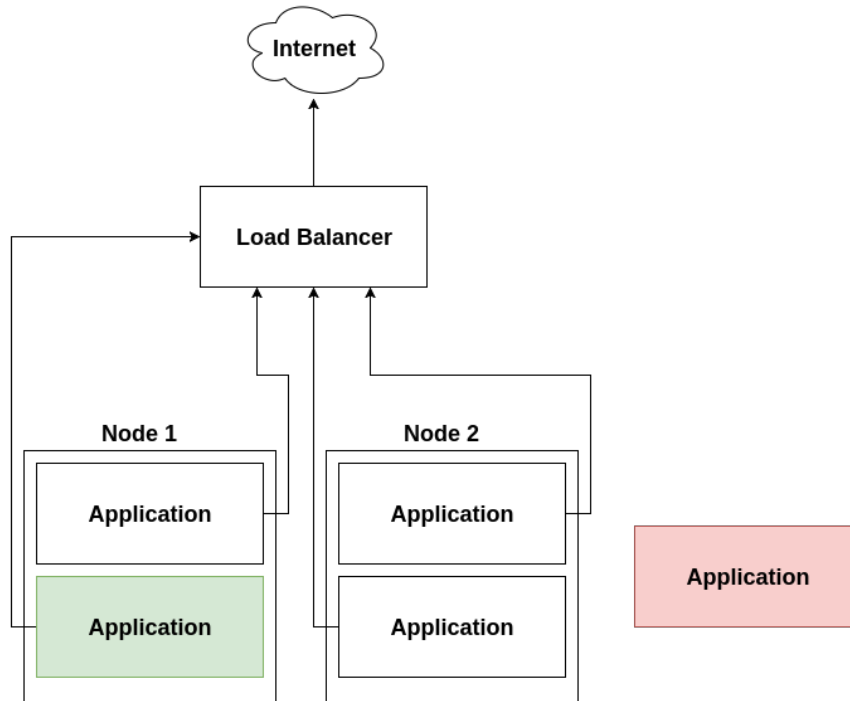 Internet
Load Balancer
Node 1
Node 2
Application
Application
Application
Application
Application